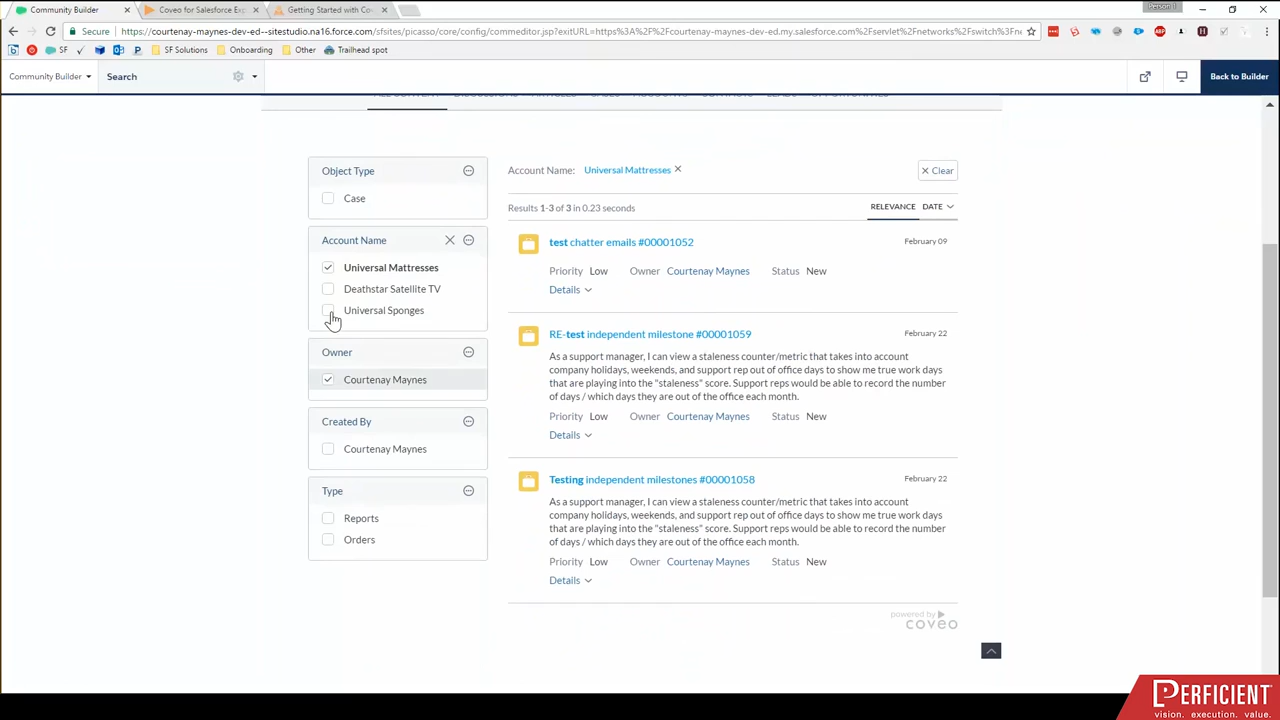 Community Builder
Coveo for Salesforce Exp
Getting Started with Co
Person 1
Secure
https://courtenay-maynes-dev-ed--sitestudio.na16.force.com/sfsites/picasso/core/config/commeditor.jsp?exitURL=https%3A%2F%2Fcourtenay-maynes-dev-ed.my.salesforce.com%2Fservlet%2Fnetworks%2Fswitch%3Fne
SF
SF Solutions
Onboarding
Other
Trailhead spot
Community Builder
Search
Back to Builder
Object Type
Case
Account Name
Universal Mattresses
Deathstar Satellite TV
Universal Sponges
Owner
Courtenay Maynes
Created By
Courtenay Maynes
Type
Reports
Orders
Account Name: Universal Mattresses
Clear
Results 1-3 of 3 in 0.23 seconds
RELEVANCE DATE
test chatter emails #00001052
February 09
Priority Low Owner Courtenay Maynes Status New
Details
RE-test independent milestone #00001059
February 22
As a support manager, I can view a staleness counter/metric that takes into account
company holidays, weekends, and support rep out of office days to show me true work days
that are playing into the "staleness" score. Support reps would be able to record the number
of days / which days they are out of the office each month.
Priority Low Owner Courtenay Maynes Status New
Details
Testing independent milestones #00001058
February 22
As a support manager, I can view a staleness counter/metric that takes into account
company holidays, weekends, and support rep out of office days to show me true work days
that are playing into the "staleness" score. Support reps would be able to record the number
of days / which days they are out of the office each month.
Priority Low Owner Courtenay Maynes Status New
Details
powered by
coveo
PERFICIENT
vision. execution. value.